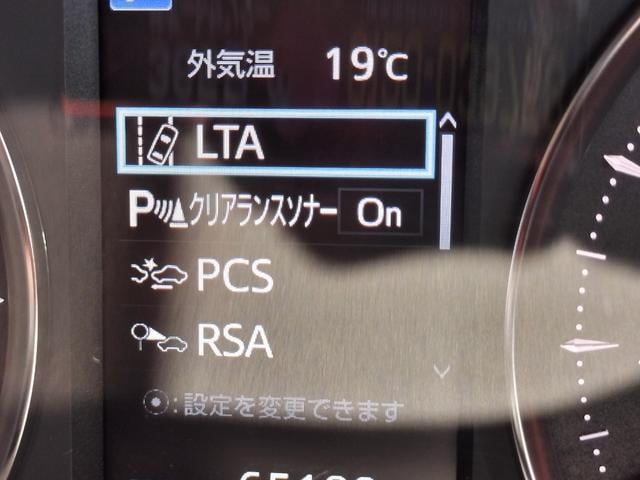 外気温 19℃
LTA
P クリアランスソナー On
PCS
RSA
:設定を変更できます